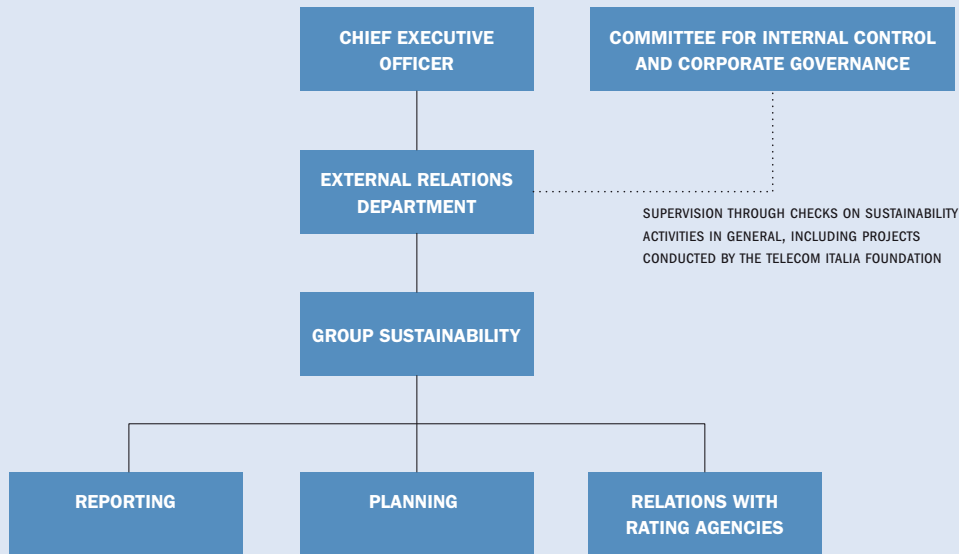 CHIEF EXECUTIVE
OFFICER
COMMITTEE FOR INTERNAL CONTROL
AND CORPORATE GOVERNANCE
EXTERNAL RELATIONS
DEPARTMENT
SUPERVISION THROUGH CHECKS ON SUSTAINABILITY
ACTIVITIES IN GENERAL, INCLUDING PROJECTS
CONDUCTED BY THE TELECOM ITALIA FOUNDATION
GROUP SUSTAINABILITY
REPORTING
PLANNING
RELATIONS WITH
RATING AGENCIES